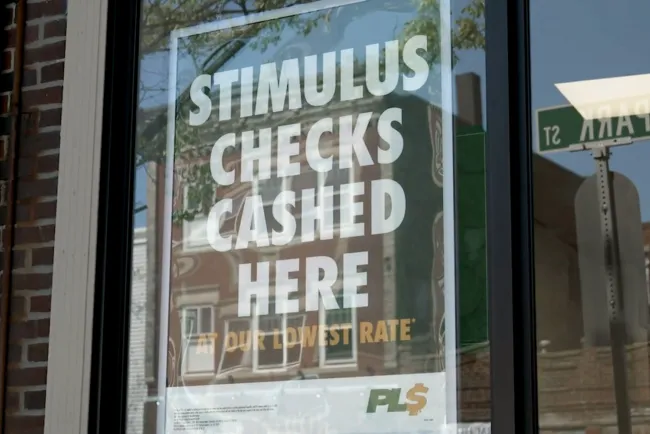 STIMULUS
CHECKS
CASHED
HERE
AT OUR LOWEST RATE*
PL$
PARK ST